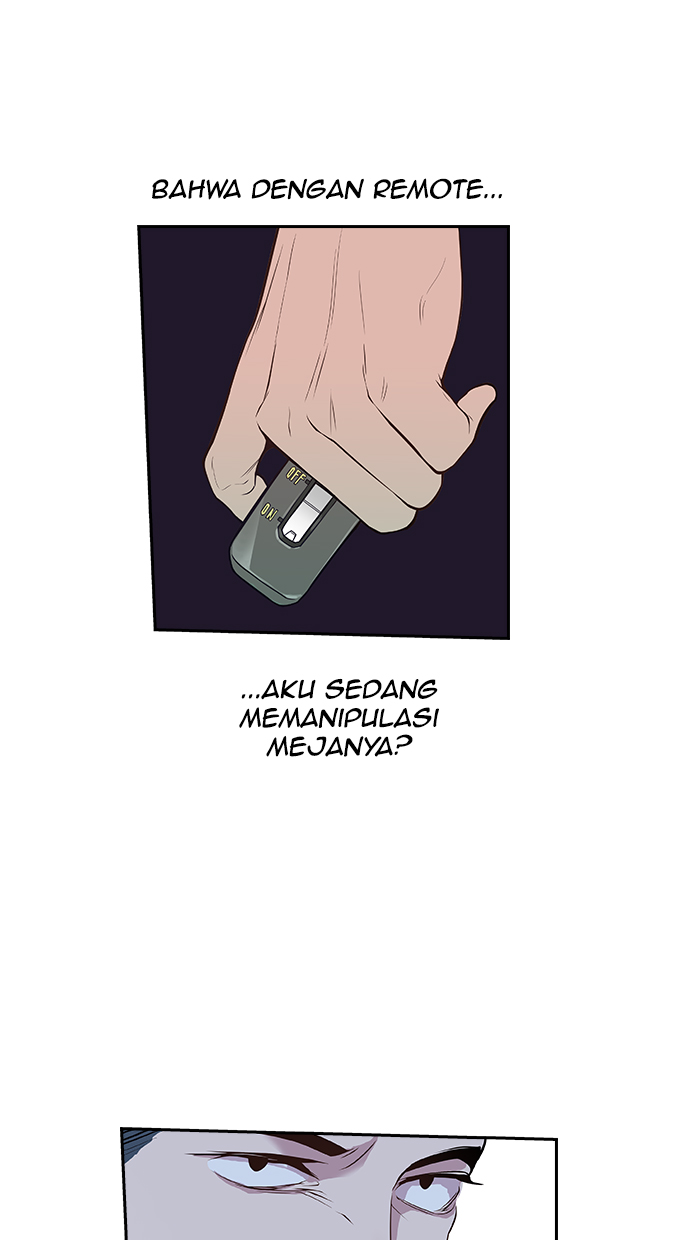 BAHWA DENGAN REMOTE...
OFF
ON
...AKU SEDANG
MEMANIPULASI
MEJANYA?